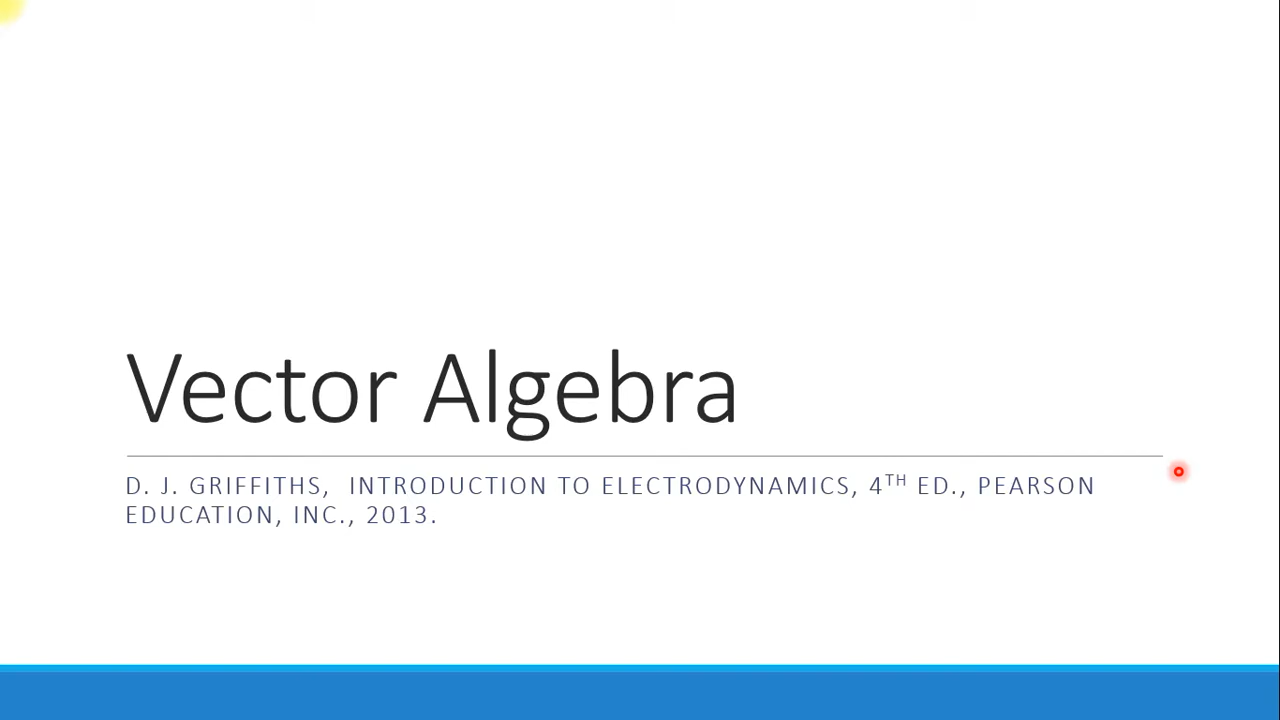 Vector Algebra
D. J. GRIFFITHS, INTRODUCTION TO ELECTRODYNAMICS, 4TH ED., PEARSON
EDUCATION, INC., 2013.